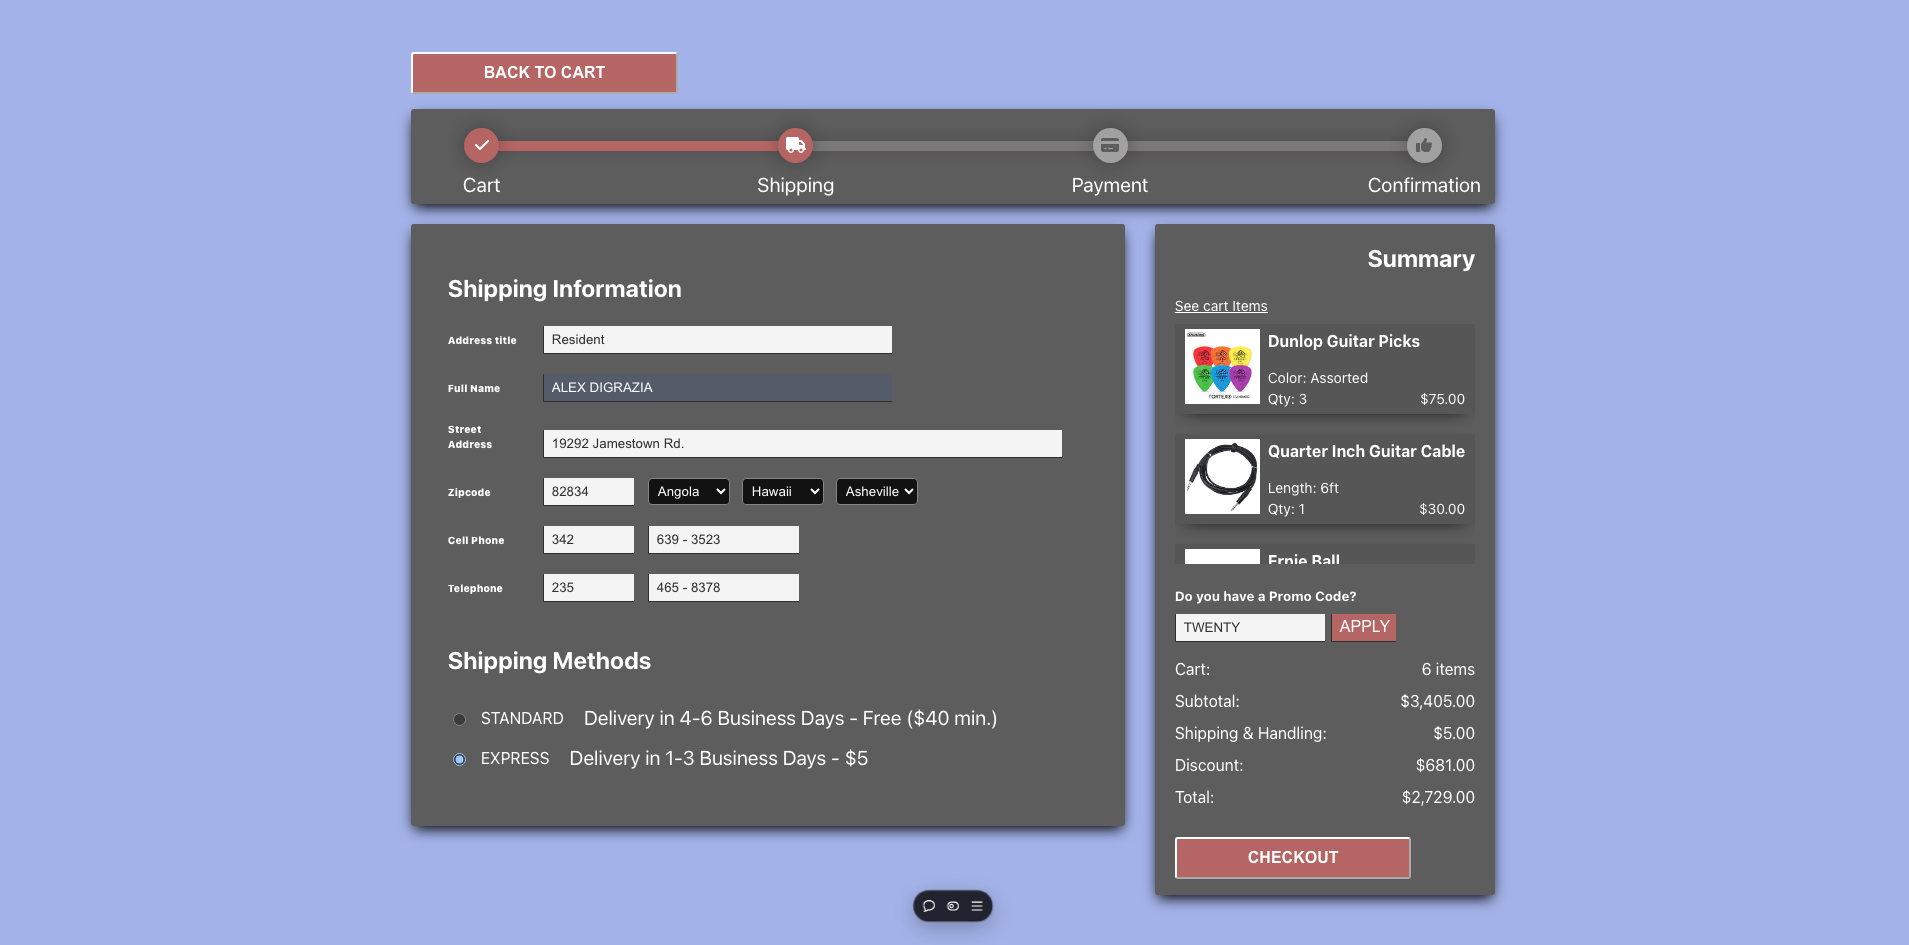 BACK TO CART
Cart
Shipping
Payment
Confirmation
Shipping Information
Address title
Resident
Full Name
ALEX DIGRAZIA
Street
Address
19292 Jamestown Rd.
Zipcode
82834
Angola
Hawaii
Asheville
Cell Phone
342
639 - 3523
Telephone
235
465 - 8378
Shipping Methods
STANDARD Delivery in 4-6 Business Days - Free ($40 min.)
EXPRESS Delivery in 1-3 Business Days - $5
Summary
See cart Items
Dunlop Guitar Picks
Color: Assorted
Qty: 3 $75.00
Quarter Inch Guitar Cable
Length: 6ft
Qty: 1 $30.00
Ernie Ball
Do you have a Promo Code?
TWENTY
APPLY
Cart: 6 items
Subtotal: $3,405.00
Shipping & Handling: $5.00
Discount: $681.00
Total: $2,729.00
CHECKOUT